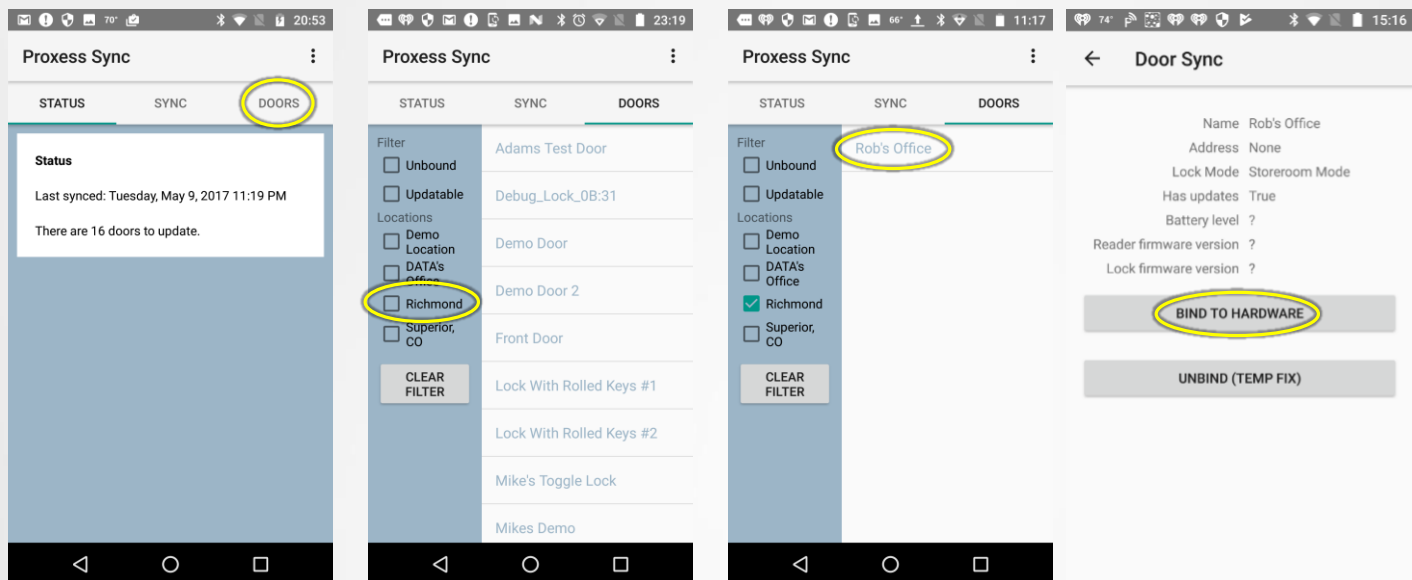 70°
20:53
Proxess Sync
STATUS
SYNC
DOORS
Status
Last synced: Tuesday, May 9, 2017 11:19 PM
There are 16 doors to update.
23:19
Proxess Sync
STATUS
SYNC
DOORS
Filter
Unbound
Updatable
Locations
Demo
Location
DATA's
Office
Richmond
Superior,
CO
CLEAR
FILTER
Adams Test Door
Debug_Lock_0B:31
Demo Door
Demo Door 2
Front Door
Lock With Rolled Keys #1
Lock With Rolled Keys #2
Mike's Toggle Lock
Mikes Demo
66°
11:17
Proxess Sync
STATUS
SYNC
DOORS
Filter
Unbound
Updatable
Locations
Demo
Location
DATA's
Office
Richmond
Superior,
CO
CLEAR
FILTER
Rob's Office
74°
15:16
Door Sync
Name Rob's Office
Address None
Lock Mode Storeroom Mode
Has updates True
Battery level ?
Reader firmware version ?
Lock firmware version ?
BIND TO HARDWARE
UNBIND (TEMP FIX)